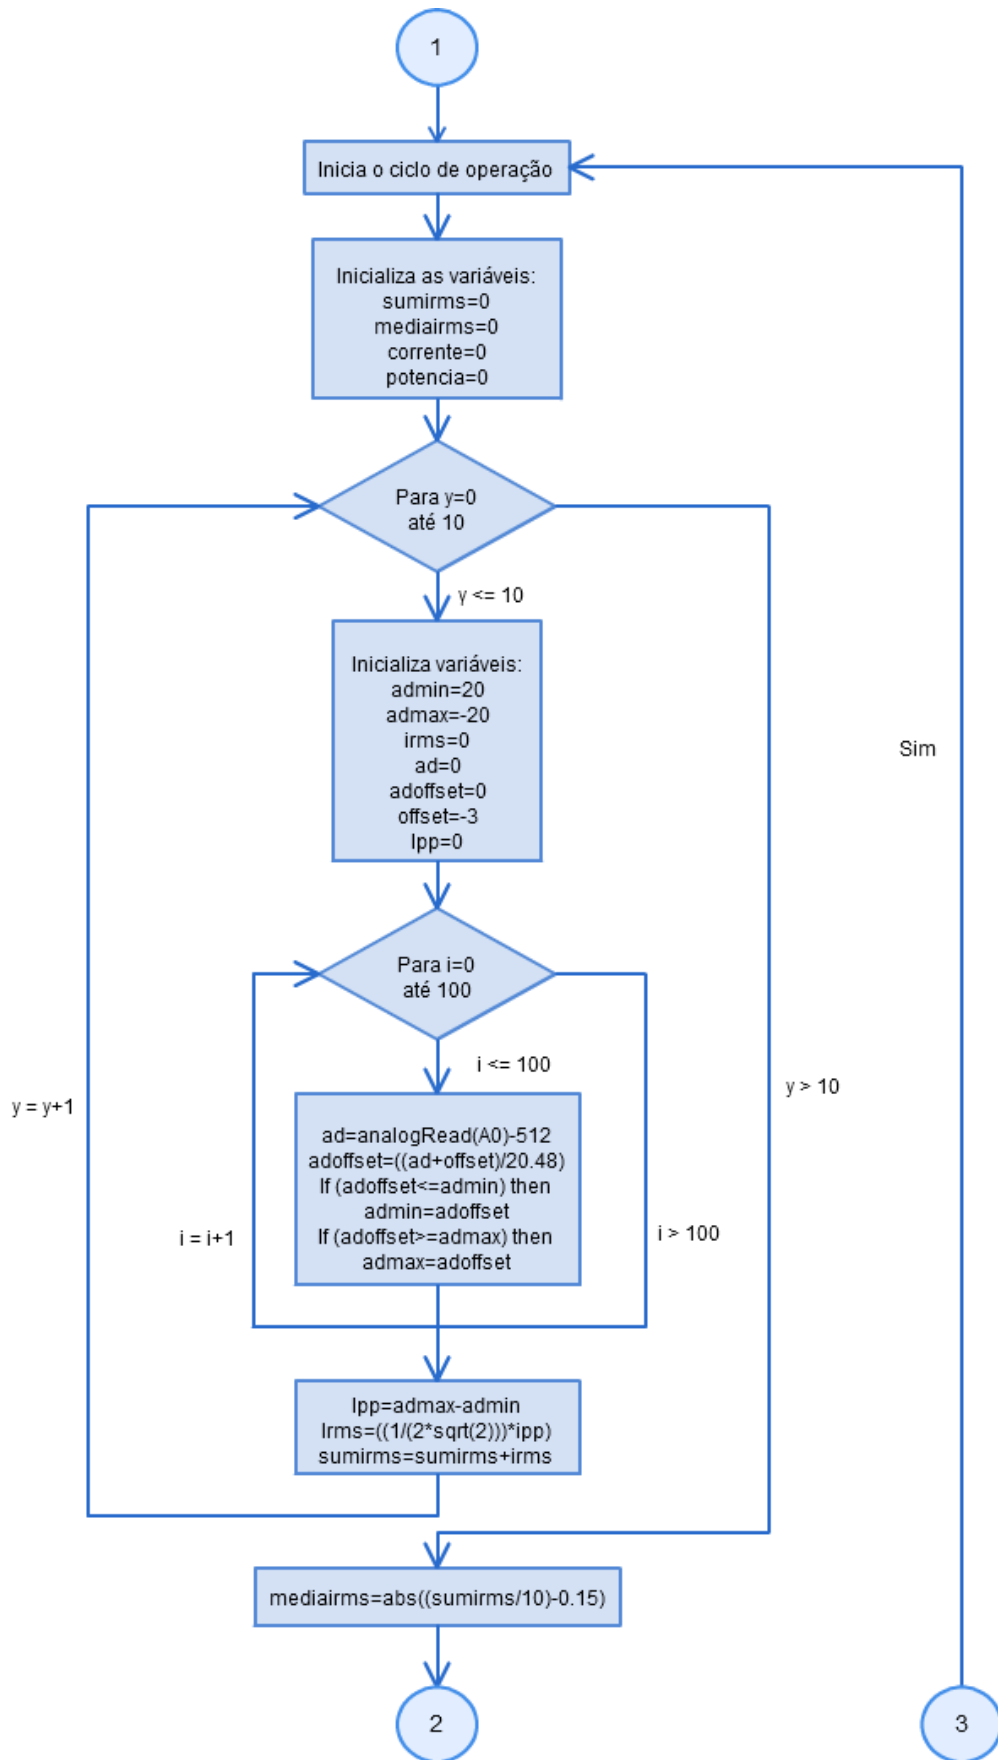 1
Inicia o ciclo de operação
Inicializa as variáveis:
sumirms=0
mediairms=0
corrente=0
potencia=0
Para y=0
até 10
y <= 10
Inicializa variáveis:
admin=20
admax=-20
irms=0
ad=0
adoffset=0
offset=-3
Ipp=0
Sim
Para i=0
até 100
i <= 100
y > 10
y = y+1
ad=analogRead(A0)-512
adoffset=((ad+offset)/20.48)
If (adoffset<=admin) then
admin=adoffset
If (adoffset>=admax) then
admax=adoffset
i = i+1
i > 100
Ipp=admax-admin
Irms=((1/(2*sqrt(2)))*ipp)
sumirms=sumirms+irms
mediairms=abs((sumirms/10)-0.15)
2
3